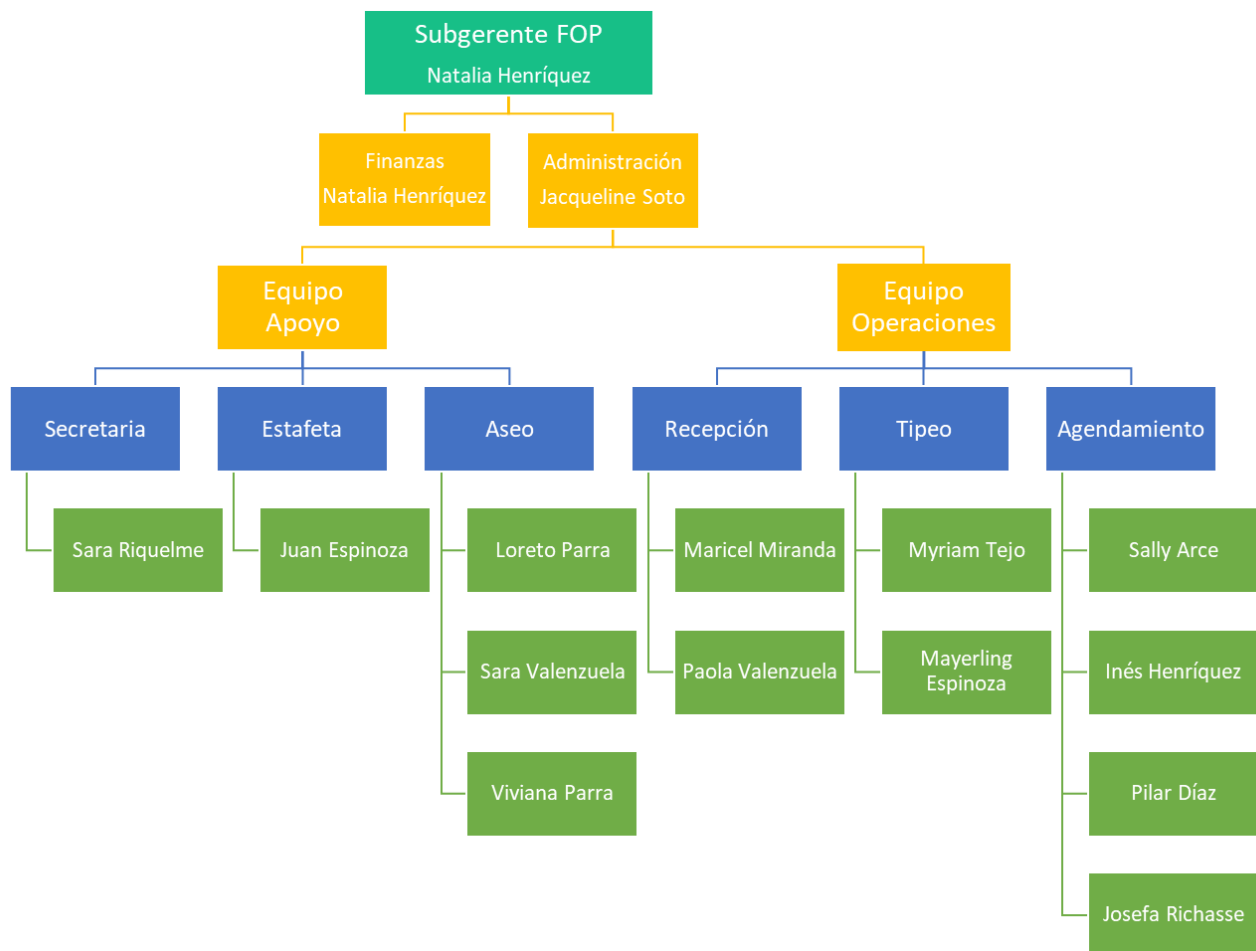 Subgerente FOP
Natalia Henríquez
Finanzas
Natalia Henríquez
Administración
Jacqueline Soto
Equipo
Apoyo
Equipo
Operaciones
Secretaria
Estafeta
Aseo
Recepción
Tipeo
Agendamiento
Sara Riquelme
Juan Espinoza
Loreto Parra
Maricel Miranda
Myriam Tejo
Sally Arce
Sara Valenzuela
Paola Valenzuela
Mayerling
Espinoza
Inés Henríquez
Viviana Parra
Pilar Díaz
Josefa Richasse